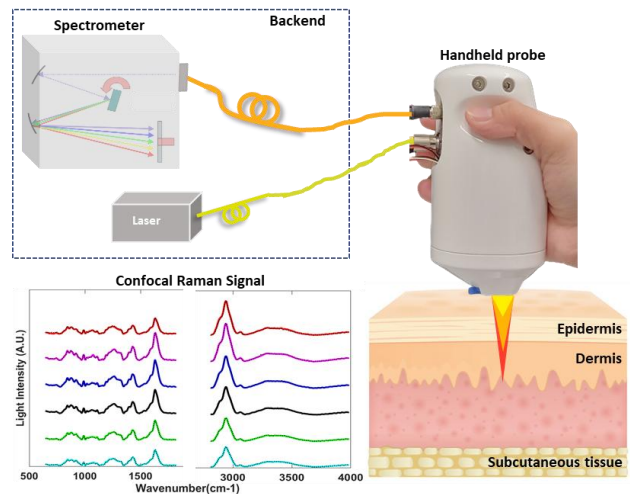 Backend
Spectrometer
Handheld probe
Laser
Confocal Raman Signal
Light Intensity (A.U.)
500 1000 1500 3000 3500 4000
Wavenumber(cm-1)
Epidermis
Dermis
Subcutaneous tissue